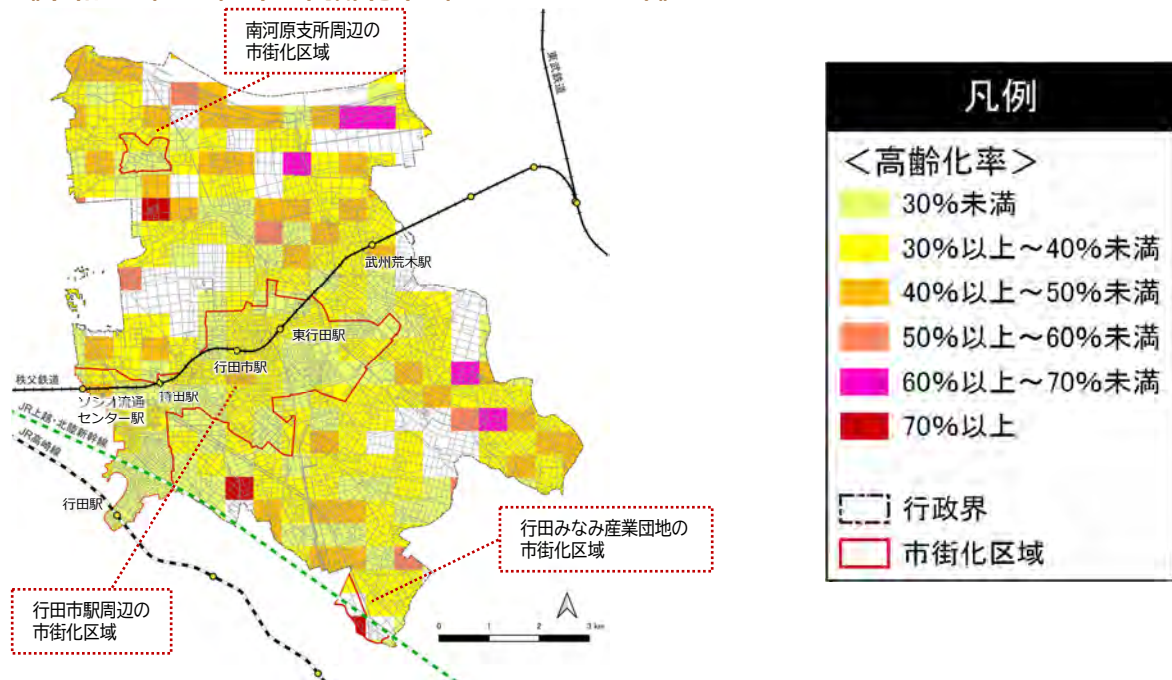 南河原支所周辺の
市街化区域
東武鉄道
武州荒木駅
東行田駅
行田市駅
秩父鉄道
持田駅
ソシオ流通
センター駅
JR上越・北陸新幹線
JR高崎線
行田駅
行田みなみ産業団地の
市街化区域
行田市駅周辺の
市街化区域
0 1 2 3 km
凡例
＜高齢化率＞
30%未満
30%以上～40%未満
40%以上～50%未満
50%以上～60%未満
60%以上～70%未満
70%以上
行政界
市街化区域